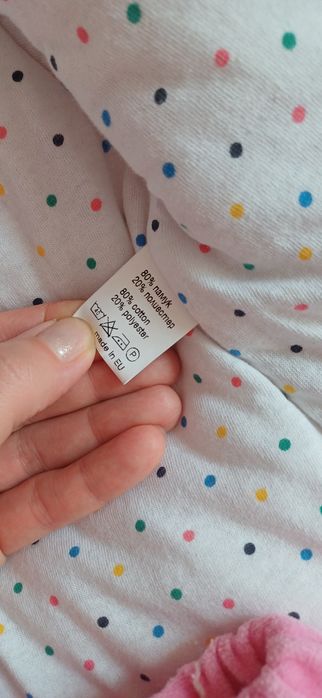 80% памук
20% полиестер
80% cotton
20% polyester
P
made in EU